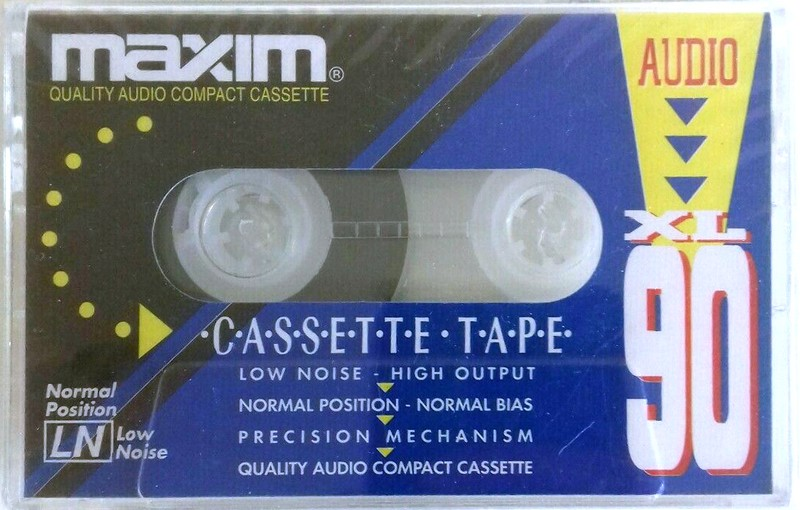 maxim®
QUALITY AUDIO COMPACT CASSETTE
AUDIO
XL
90
·C·A·S·S·E·T·T·E·T·A·P·E·
LOW NOISE - HIGH OUTPUT
NORMAL POSITION - NORMAL BIAS
PRECISION MECHANISM
QUALITY AUDIO COMPACT CASSETTE
Normal
Position
LN Low
Noise